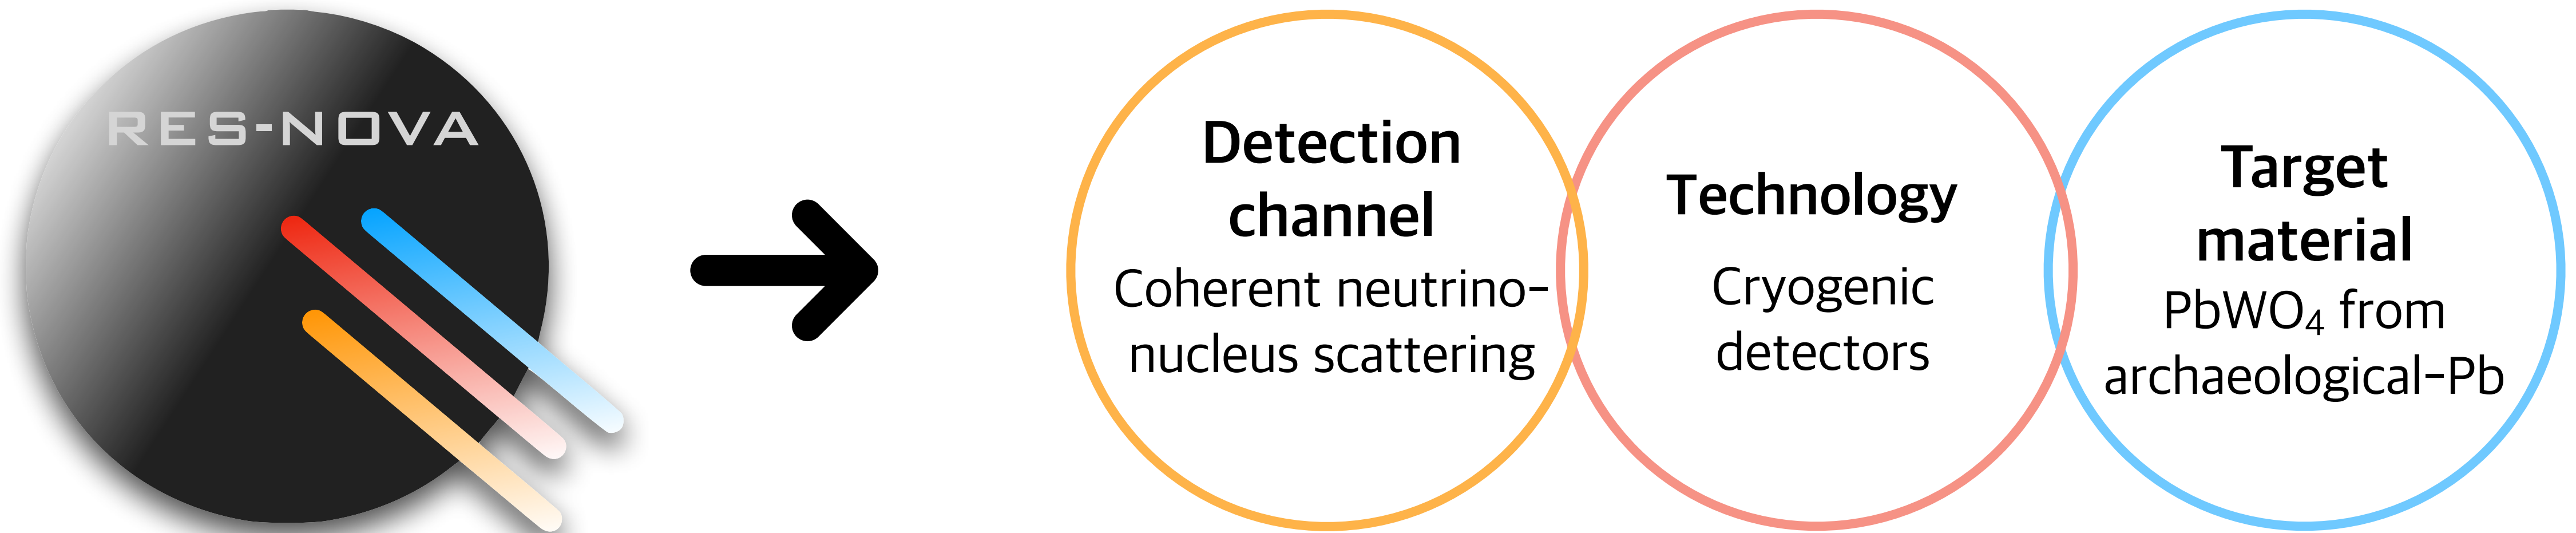 RES-NOVA
Detection
channel
Coherent neutrino-
nucleus scattering
Technology
Cryogenic
detectors
Target
material
PbWO₄ from
archaeological-Pb